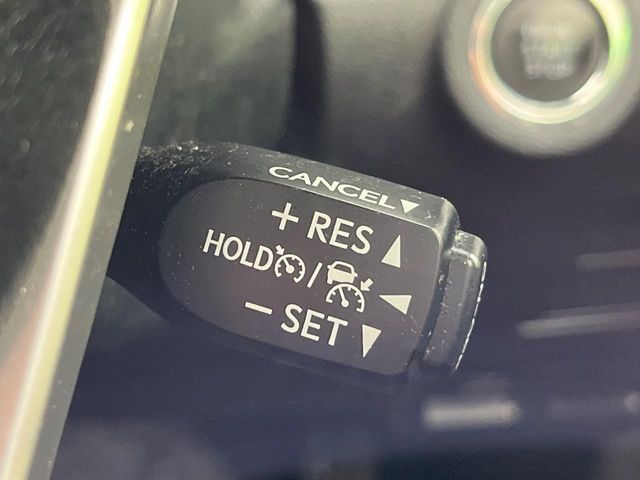 CANCEL▼
+ RES ▲
HOLD / ◀
− SET ▼